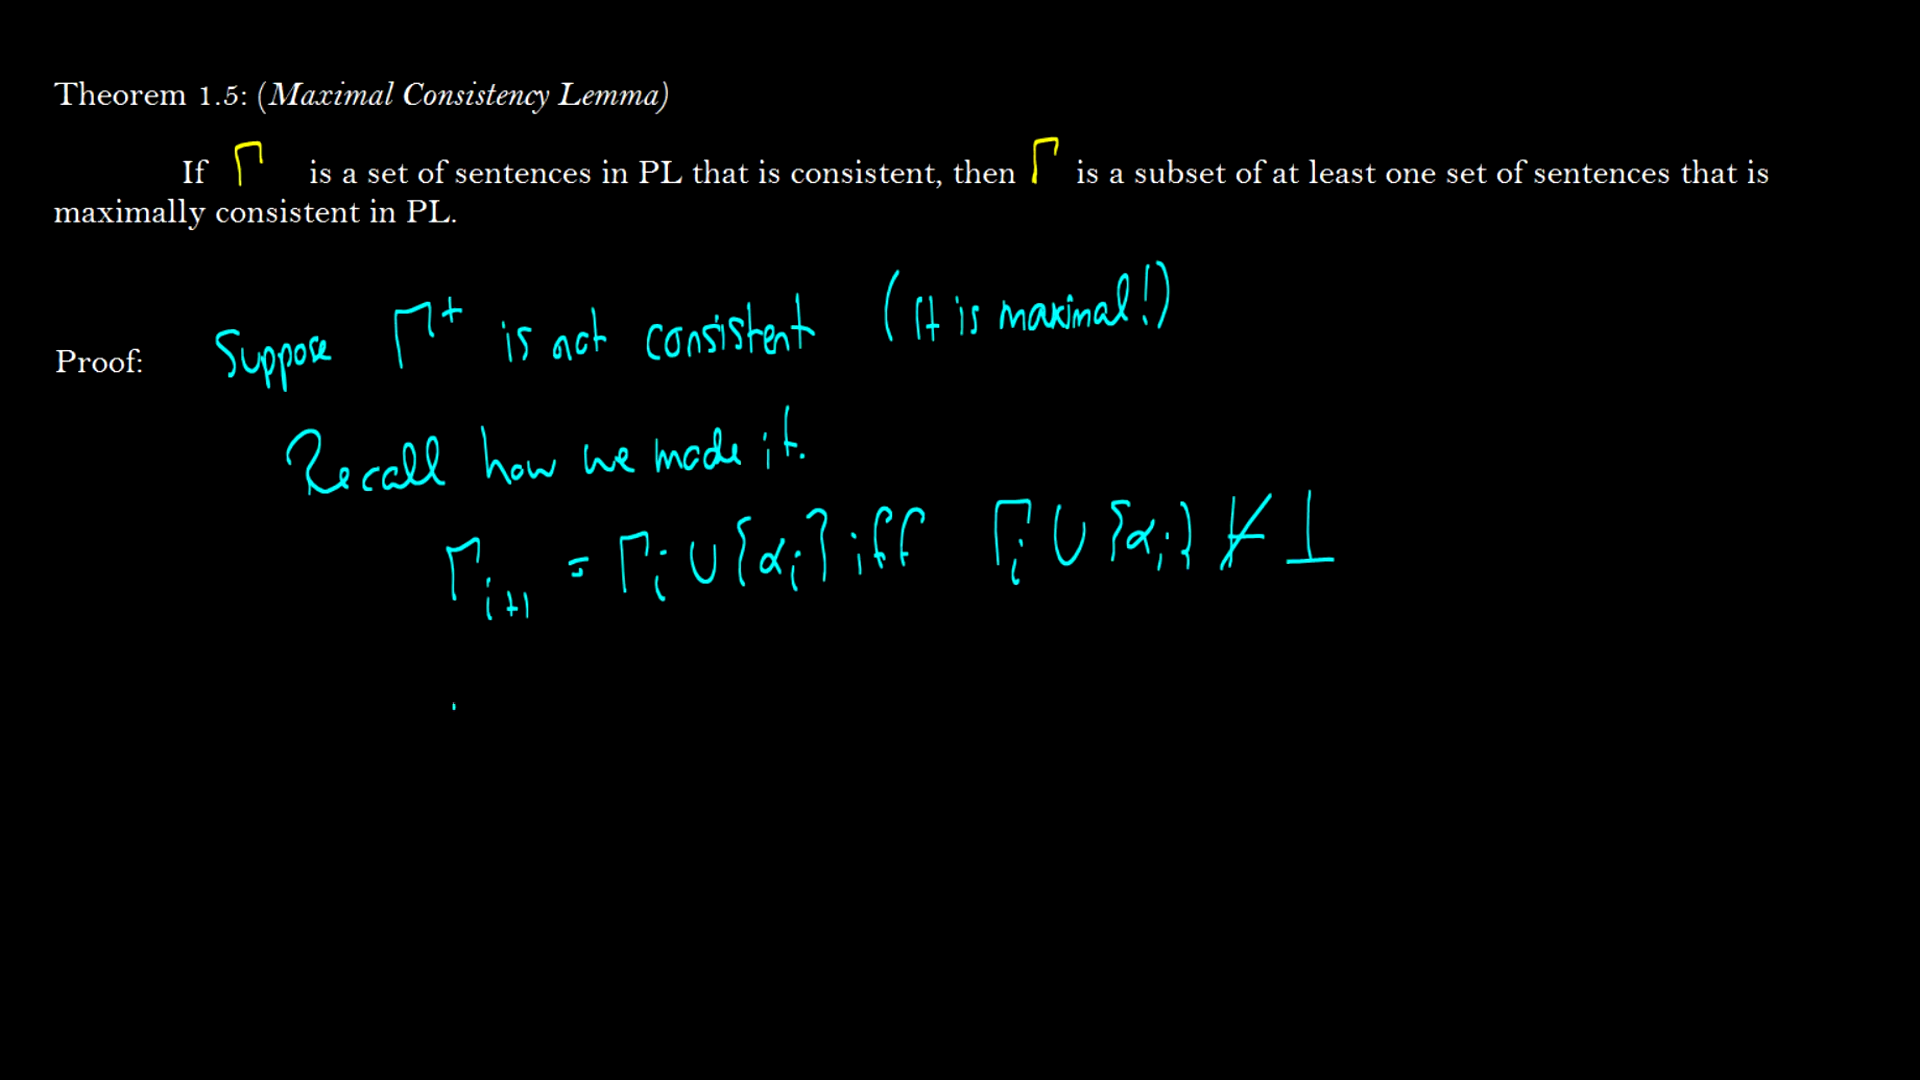 Theorem 1.5: (Maximal Consistency Lemma)
If Γ is a set of sentences in PL that is consistent, then Γ is a subset of at least one set of sentences that is
maximally consistent in PL.
Proof: Suppose Γ⁺ is not consistent (It is maximal!)
Recall how we made it.
Γᵢ₊₁ = Γᵢ ∪ {αᵢ} iff Γᵢ ∪ {αᵢ} ⊬ ⊥